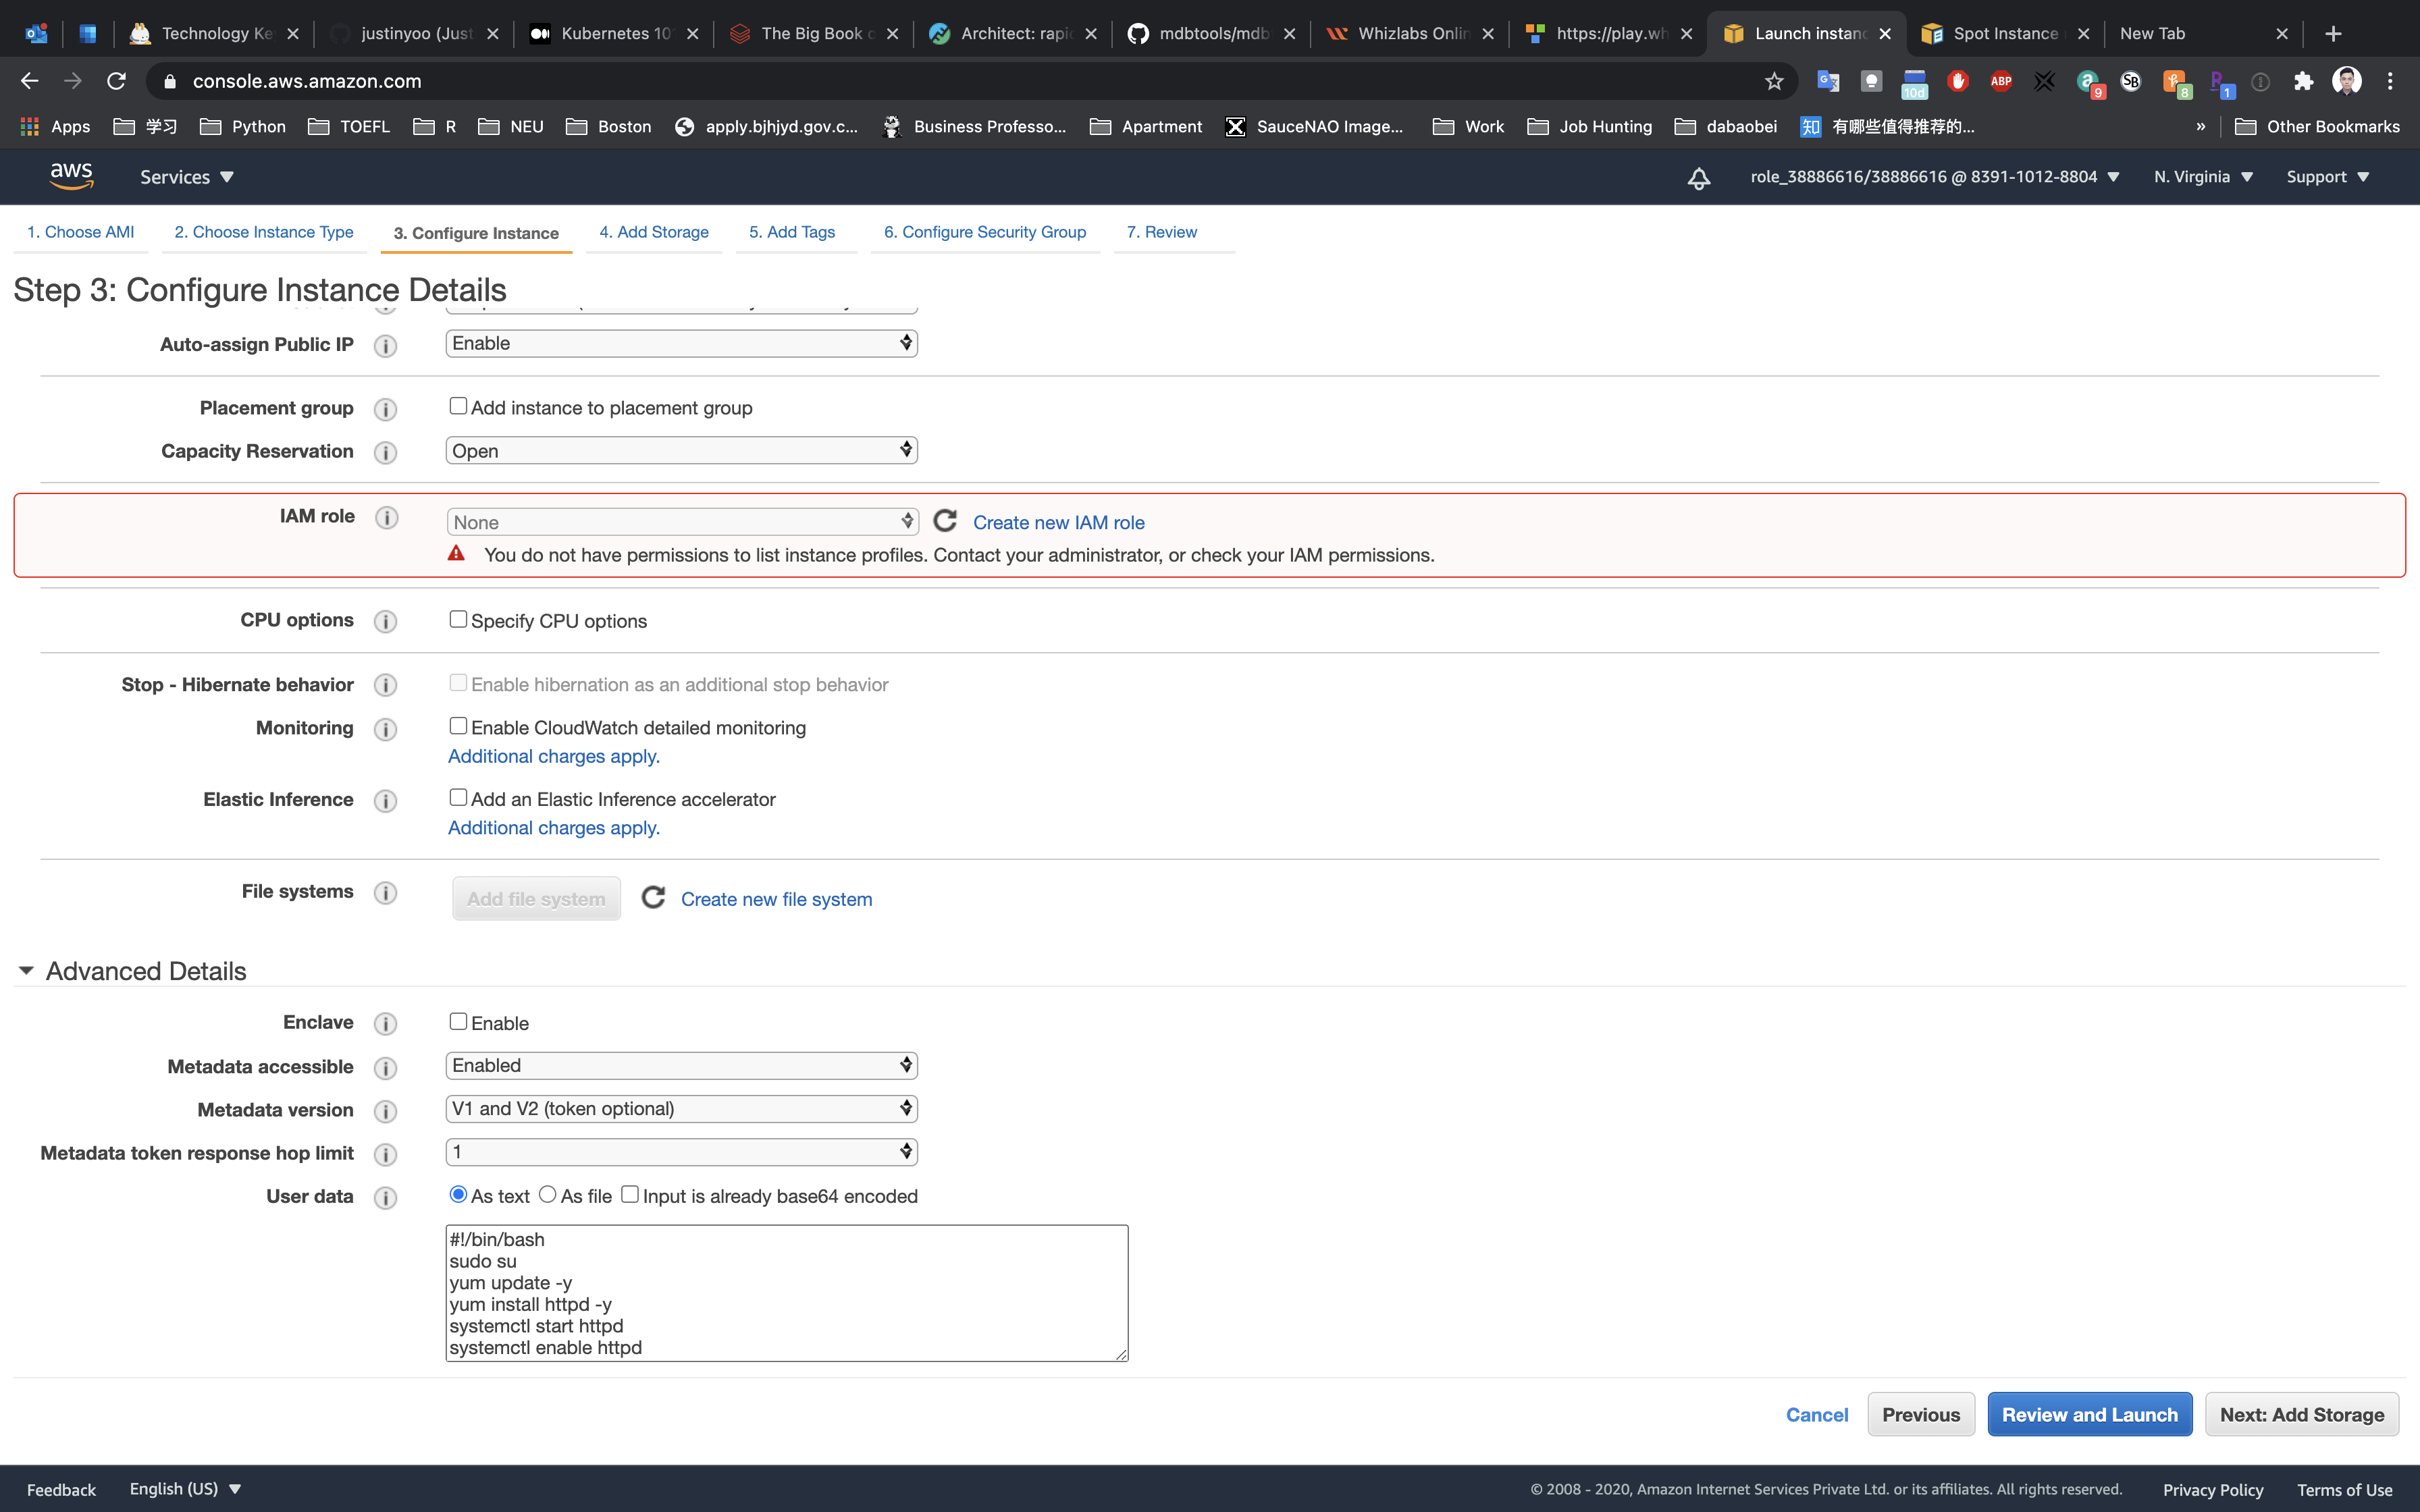 Technology Ke
justinyoo (Just
Kubernetes 10
The Big Book o
Architect: rapi
mdbtools/mdb
Whizlabs Onlin
https://play.wh
Launch instanc
Spot Instance
New Tab
console.aws.amazon.com
10d
ABP
9
SB
8
1
Apps
学习
Python
TOEFL
R
NEU
Boston
apply.bjhjyd.gov.c...
Business Professo...
Apartment
SauceNAO Image...
Work
Job Hunting
dabaobei
知 有哪些值得推荐的...
»
Other Bookmarks
aws
Services
role_38886616/38886616 @ 8391-1012-8804
N. Virginia
Support
1. Choose AMI
2. Choose Instance Type
3. Configure Instance
4. Add Storage
5. Add Tags
6. Configure Security Group
7. Review
Step 3: Configure Instance Details
Auto-assign Public IP
Enable
Placement group
Add instance to placement group
Capacity Reservation
Open
IAM role
None
Create new IAM role
You do not have permissions to list instance profiles. Contact your administrator, or check your IAM permissions.
CPU options
Specify CPU options
Stop - Hibernate behavior
Enable hibernation as an additional stop behavior
Monitoring
Enable CloudWatch detailed monitoring
Additional charges apply.
Elastic Inference
Add an Elastic Inference accelerator
Additional charges apply.
File systems
Add file system
Create new file system
Advanced Details
Enclave
Enable
Metadata accessible
Enabled
Metadata version
V1 and V2 (token optional)
Metadata token response hop limit
1
User data
As text
As file
Input is already base64 encoded
#!/bin/bash
sudo su
yum update -y
yum install httpd -y
systemctl start httpd
systemctl enable httpd
Cancel
Previous
Review and Launch
Next: Add Storage
Feedback
English (US)
© 2008 - 2020, Amazon Internet Services Private Ltd. or its affiliates. All rights reserved.
Privacy Policy
Terms of Use